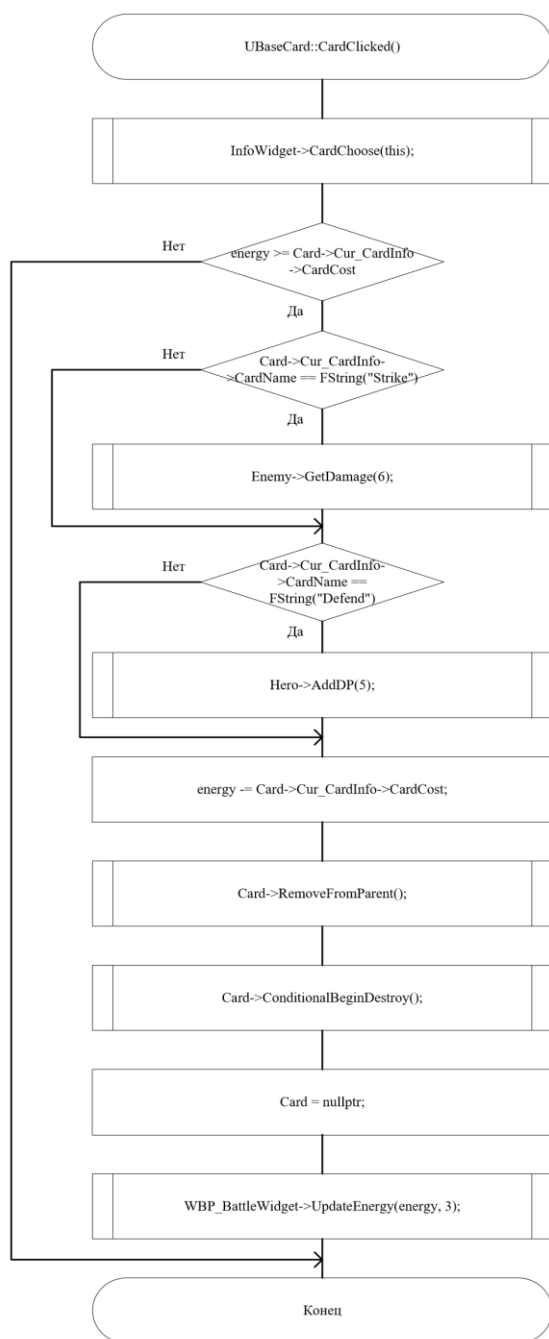 UBaseCard::CardClicked()
InfoWidget->CardChoose(this);
Нет
energy >= Card->Cur_CardInfo
->CardCost
Да
Нет
Card->Cur_CardInfo-
>CardName == FString("Strike")
Да
Enemy->GetDamage(6);
Нет
Card->Cur_CardInfo-
>CardName ==
FString("Defend")
Да
Hero->AddDP(5);
energy -= Card->Cur_CardInfo->CardCost;
Card->RemoveFromParent();
Card->ConditionalBeginDestroy();
Card = nullptr;
WBP_BattleWidget->UpdateEnergy(energy, 3);
Конец